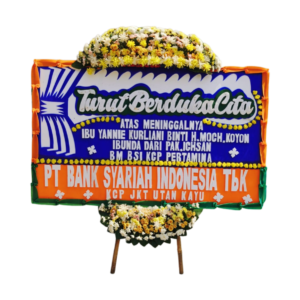 Turut Berduka Cita
ATAS MENINGGALNYA
IBU YANNIE KURLIANI BINTI H.MOCH.KOYON
IBUNDA DARI PAK.ICHSAN
BM BSI KCP PERTAMINA
PT BANK SYARIAH INDONESIA TbK
KCP JKT UTAN KAYU